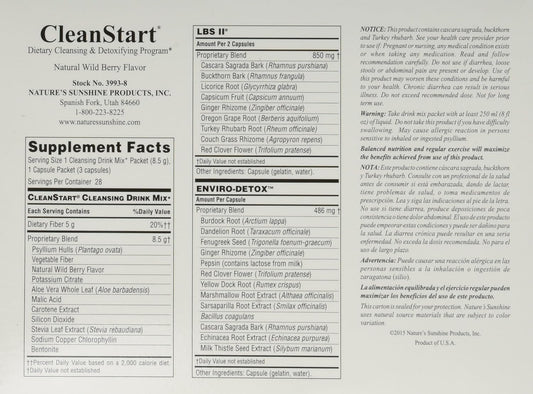 CleanStart®
Dietary Cleansing & Detoxifying Program*
Natural Wild Berry Flavor
Stock No. 3993-8
NATURE'S SUNSHINE PRODUCTS, INC.
Spanish Fork, Utah 84660
1-800-223-8225
www.naturessunshine.com
Supplement Facts
Serving Size 1 Cleansing Drink Mix* Packet (8.5 g),
1 Capsule Packet (3 capsules)
Servings Per Container 28
CLEANSTART® CLEANSING DRINK MIX*
Each Serving Contains %Daily Value
Dietary Fiber 5 g 20%††
Proprietary Blend 8.5 g†
Psyllium Hulls (Plantago ovata)
Vegetable Fiber
Natural Wild Berry Flavor
Potassium Citrate
Aloe Vera Whole Leaf (Aloe barbadensis)
Malic Acid
Carotene Extract
Silicon Dioxide
Stevia Leaf Extract (Stevia rebaudiana)
Sodium Copper Chlorophyllin
Bentonite
††Percent Daily Value based on a 2,000 calorie diet.
†Daily Value not established
LBS II®
Amount Per 2 Capsules
Proprietary Blend 850 mg †
Cascara Sagrada Bark (Rhamnus purshiana)
Buckthorn Bark (Rhamnus frangula)
Licorice Root (Glycyrrhiza glabra)
Capsicum Fruit (Capsicum annuum)
Ginger Rhizome (Zingiber officinale)
Oregon Grape Root (Berberis aquifolium)
Turkey Rhubarb Root (Rheum officinale)
Couch Grass Rhizome (Agropyron repens)
Red Clover Flower (Trifolium pratense)
†Daily Value not established
Other Ingredients: Capsule (gelatin, water).
ENVIRO-DETOX™
Amount Per Capsule
Proprietary Blend 486 mg †
Burdock Root (Arctium lappa)
Dandelion Root (Taraxacum officinale)
Fenugreek Seed (Trigonella foenum-graecum)
Ginger Rhizome (Zingiber officinale)
Pepsin (contains lactose from milk)
Red Clover Flower (Trifolium pratense)
Yellow Dock Root (Rumex crispus)
Marshmallow Root Extract (Althaea officinalis)
Sarsaparilla Root Extract (Smilax officinalis)
Bacillus coagulans
Cascara Sagrada Bark (Rhamnus purshiana)
Echinacea Root Extract (Echinacea purpurea)
Milk Thistle Seed Extract (Silybum marianum)
†Daily Value not established
Other Ingredients: Capsule (gelatin, water).
NOTICE: This product contains cascara sagrada, buckthorn
and Turkey rhubarb. See your health care provider prior
to use if: Pregnant or nursing, any medical condition exists
or when taking any medication. Read and follow
recommendation carefully. Do not use if diarrhea, loose
stools or abdominal pain are present or develop. Use of
this product may worsen these conditions and be harmful
to your health. Chronic diarrhea can result in serious
illness. Do not exceed recommended dose. Not for long
term use.
Warning: Take drink mix packet with at least 250 ml (8 fl
oz) of liquid. Do not take this product if you have difficulty
swallowing. May cause allergic reaction in persons
sensitive to inhaled or ingested psyllium.
Balanced nutrition and regular exercise will maximize
the benefits achieved from use of this product.
NOTA: Este producto contiene cáscara sagrada, buckthorn
y Turkey rhubarb. Consulte con un profesional de la salud
antes de consumir si está embarazada, dando de lactar,
tiene problemas de salud, o toma medicamentos de
prescripción. Lea y siga las indicaciones al pie de la letra.
No usar si tiene diarrea, produce deposiciones de poca
consistencia o tiene dolor abdominal. El uso de este producto
puede empeorar estas condiciones y puede ser dañino para
la salud. La diarrea crónica puede resultar en una seria
enfermedad. No exceda la dosis recomendada. No para el
uso de largo plazo.
Advertencia: Puede causar una reacción alérgica en las
personas sensibles a la inhalación o ingestión de
zaragatona (silio).
La alimentación equilibrada y el ejercicio regular pueden
maximizar los beneficios del uso de este producto.
This carton is sealed for your protection. Nature's Sunshine
uses natural source materials that are subject to color
variation.
©2015 Nature's Sunshine Products, Inc.
Product of U.S.A.